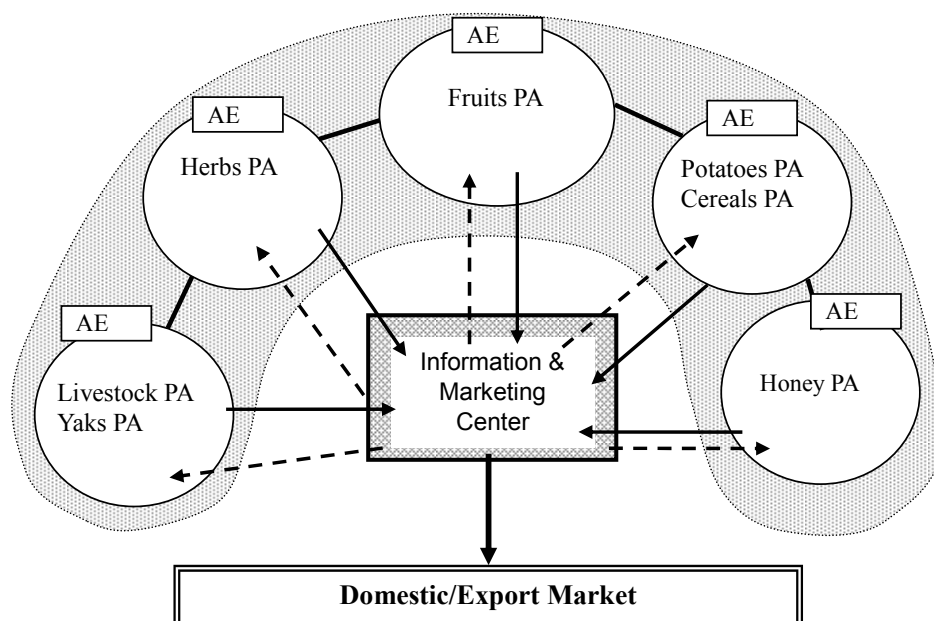 AE
Fruits PA
AE
Herbs PA
AE
Potatoes PA
Cereals PA
AE
Livestock PA
Yaks PA
AE
Honey PA
Information &
Marketing
Center
Domestic/Export Market